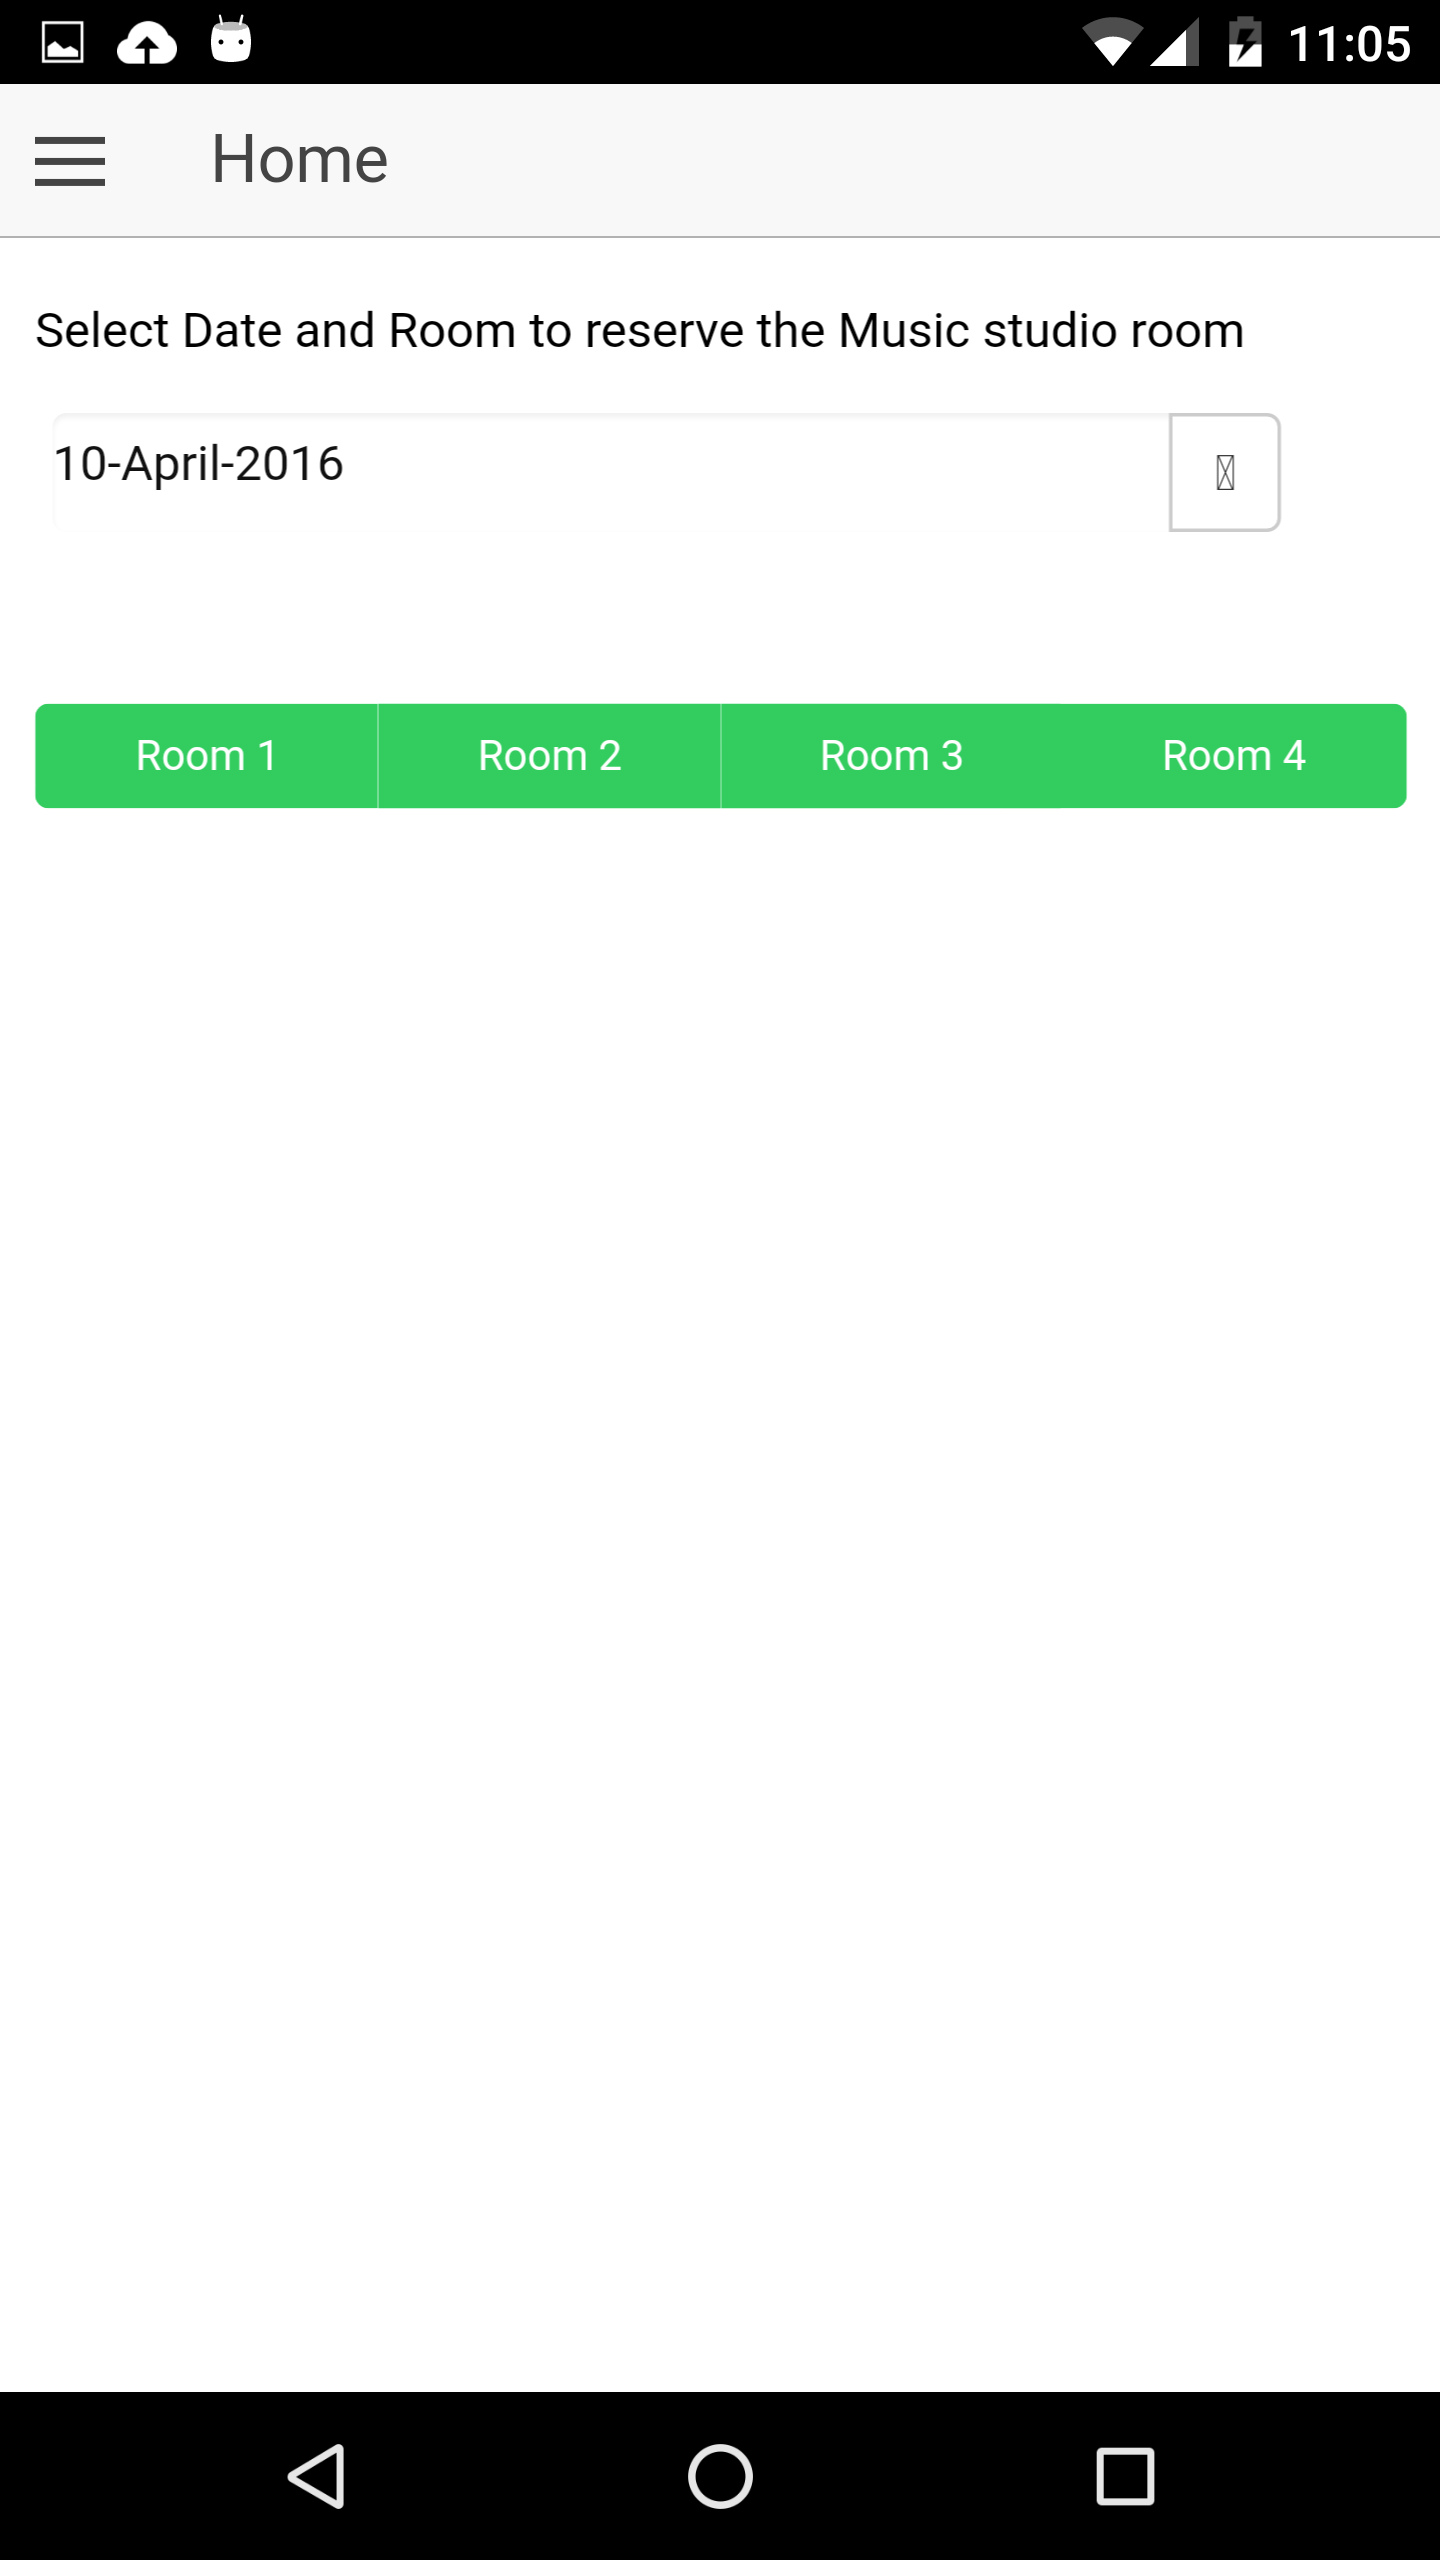 11:05
Home
Select Date and Room to reserve the Music studio room
10-April-2016
Room 1 Room 2 Room 3 Room 4